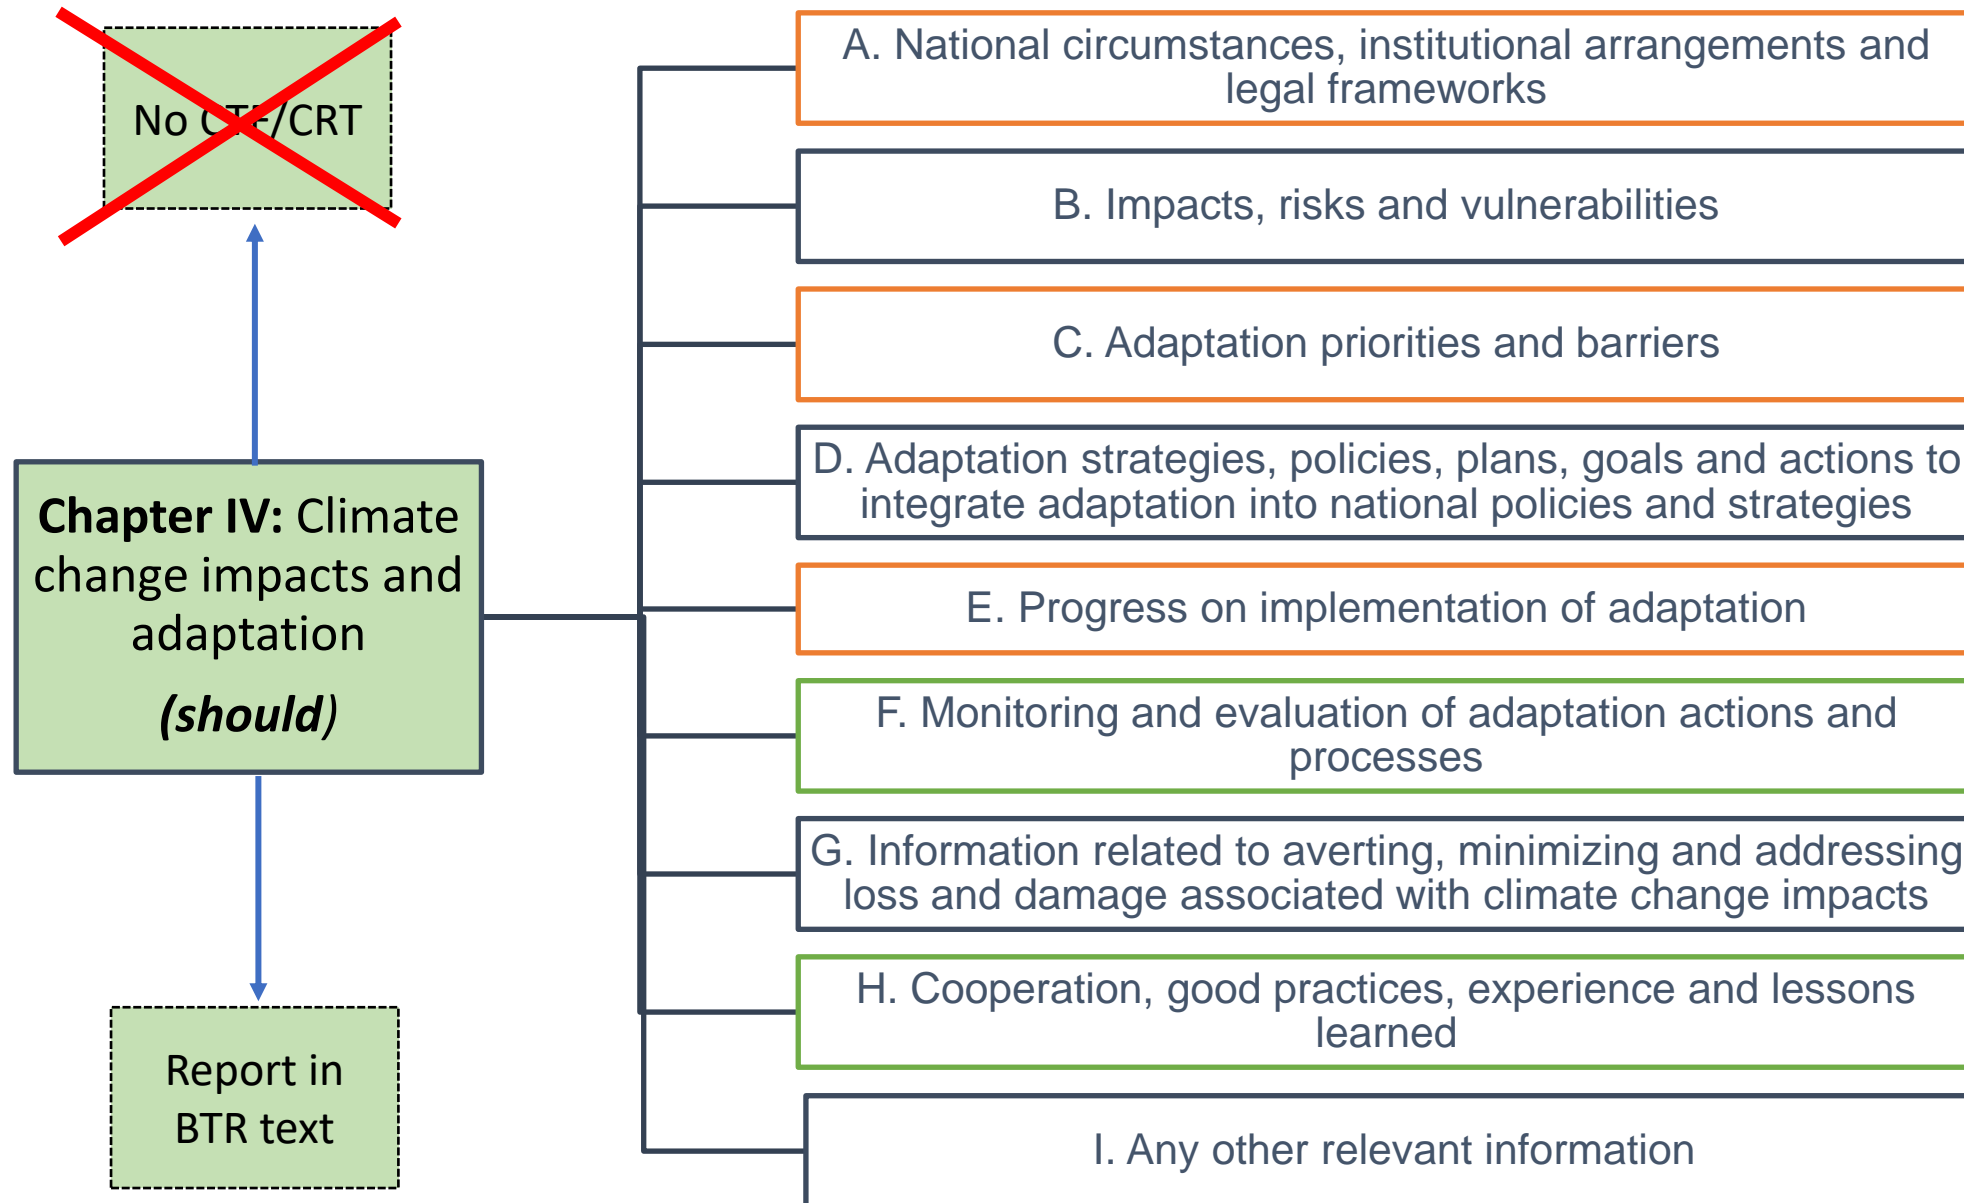 No CTF/CRT
Chapter IV: Climate
change impacts and
adaptation
(should)
Report in
BTR text
A. National circumstances, institutional arrangements and
legal frameworks
B. Impacts, risks and vulnerabilities
C. Adaptation priorities and barriers
D. Adaptation strategies, policies, plans, goals and actions to
integrate adaptation into national policies and strategies
E. Progress on implementation of adaptation
F. Monitoring and evaluation of adaptation actions and
processes
G. Information related to averting, minimizing and addressing
loss and damage associated with climate change impacts
H. Cooperation, good practices, experience and lessons
learned
I. Any other relevant information